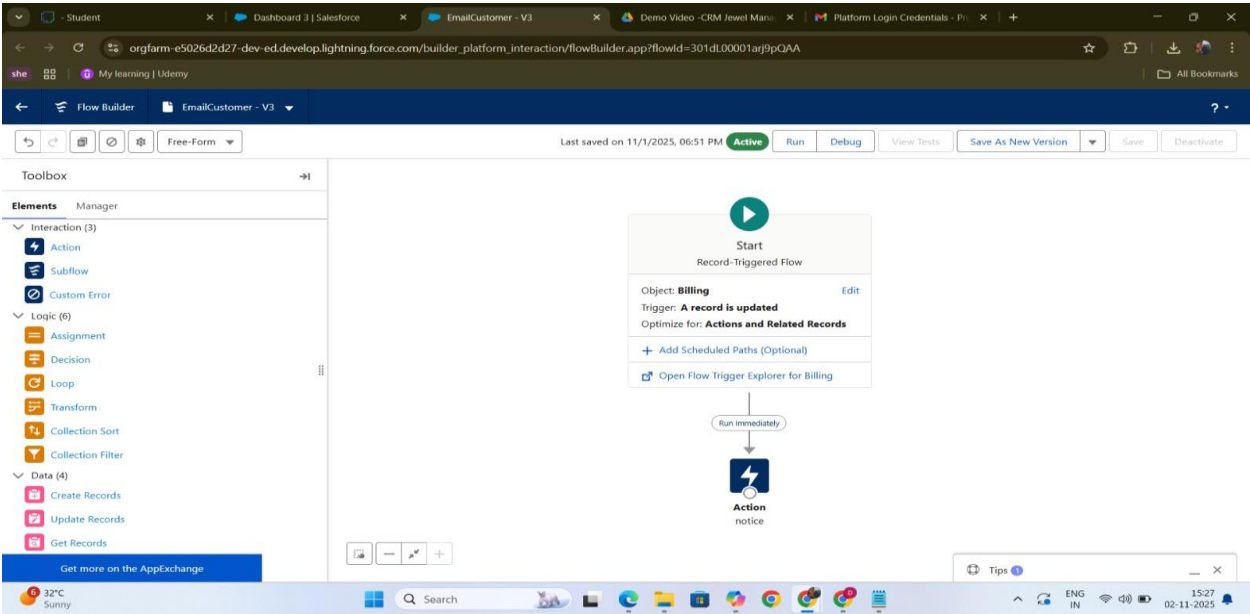 - Student
Dashboard 3 | Salesforce
EmailCustomer - V3
Demo Video -CRM Jewel Mana
Platform Login Credentials - Pr
orgfarm-e5026d2d27-dev-ed.develop.lightning.force.com/builder_platform_interaction/flowBuilder.app?flowId=301dL00001arj9pQAA
she
My learning | Udemy
All Bookmarks
Flow Builder
EmailCustomer - V3
?
Free-Form
Last saved on 11/1/2025, 06:51 PM
Active
Run
Debug
View Tests
Save As New Version
Save
Deactivate
Toolbox
Elements
Manager
Interaction (3)
Action
Subflow
Custom Error
Logic (6)
Assignment
Decision
Loop
Transform
Collection Sort
Collection Filter
Data (4)
Create Records
Update Records
Get Records
Get more on the AppExchange
Start
Record-Triggered Flow
Object: Billing
Edit
Trigger: A record is updated
Optimize for: Actions and Related Records
+ Add Scheduled Paths (Optional)
Open Flow Trigger Explorer for Billing
Run Immediately
Action
notice
Tips 1
6
32°C
Sunny
Search
ENG
IN
15:27
02-11-2025